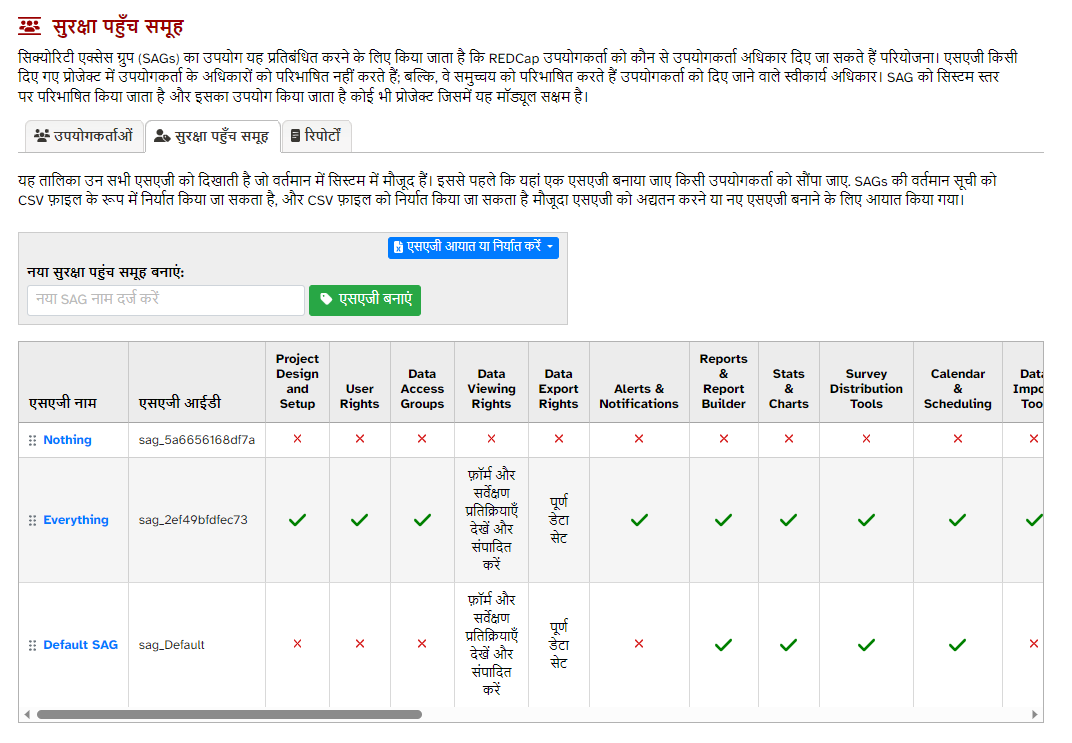 सुरक्षा पहुँच समूह
सिक्योरिटी एक्सेस ग्रुप (SAGs) का उपयोग यह प्रतिबंधित करने के लिए किया जाता है कि REDCap उपयोगकर्ता को कौन से उपयोगकर्ता अधिकार दिए जा सकते हैं परियोजना। एसएजी किसी
दिए गए प्रोजेक्ट में उपयोगकर्ता के अधिकारों को परिभाषित नहीं करते हैं; बल्कि, वे समुच्चय को परिभाषित करते हैं उपयोगकर्ता को दिए जाने वाले स्वीकार्य अधिकार। SAG को सिस्टम स्तर
पर परिभाषित किया जाता है और इसका उपयोग किया जाता है कोई भी प्रोजेक्ट जिसमें यह मॉड्यूल सक्षम है।
उपयोगकर्ताओं सुरक्षा पहुँच समूह रिपोर्टों
यह तालिका उन सभी एसएजी को दिखाती है जो वर्तमान में सिस्टम में मौजूद हैं। इससे पहले कि यहां एक एसएजी बनाया जाए किसी उपयोगकर्ता को सौंपा जाए. SAGs की वर्तमान सूची को
CSV फ़ाइल के रूप में निर्यात किया जा सकता है, और CSV फ़ाइल को निर्यात किया जा सकता है मौजूदा एसएजी को अद्यतन करने या नए एसएजी बनाने के लिए आयात किया गया।
एसएजी आयात या निर्यात करें
नया सुरक्षा पहुंच समूह बनाएं:
नया SAG नाम दर्ज करें एसएजी बनाएं
एसएजी नाम
एसएजी आईडी
Project
Design
and
Setup
User
Rights
Data
Access
Groups
Data
Viewing
Rights
Data
Export
Rights
Alerts &
Notifications
Reports
&
Report
Builder
Stats
&
Charts
Survey
Distribution
Tools
Calendar
&
Scheduling
Data
Nothing sag_5a6656168df7a
Everything sag_2ef49bfdfec73
फ़ॉर्म और
सर्वेक्षण
प्रतिक्रियाएँ
देखें और
संपादित
करें
पूर्ण
डेटा
सेट
Default SAG sag_Default
फ़ॉर्म और
सर्वेक्षण
प्रतिक्रियाएँ
देखें और
संपादित
करें
पूर्ण
डेटा
सेट